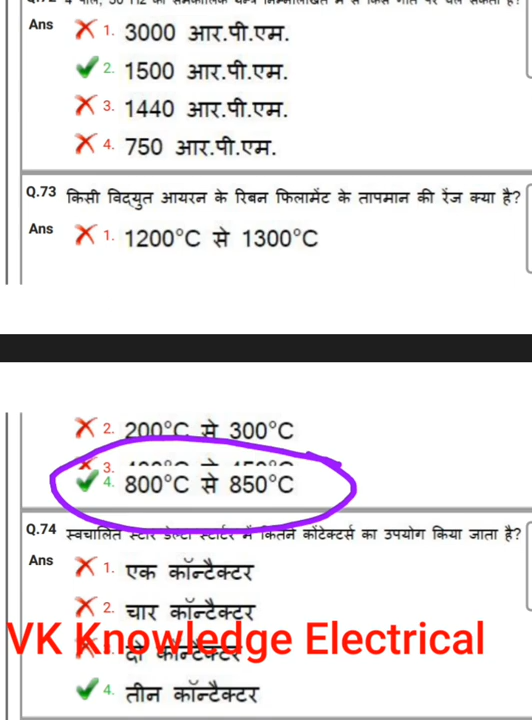 Ans 1. 3000 आर.पी.एम.
2. 1500 आर.पी.एम.
3. 1440 आर.पी.एम.
4. 750 आर.पी.एम.
Q.73 किसी विद्युत आयरन के रिबन फिलामेंट के तापमान की रेंज क्या है?
Ans 1. 1200°C से 1300°C
2. 200°C से 300°C
3.
4. 800°C से 850°C
Q.74 स्वचालित स्टार डेल्टा स्टार्टर में कितने कोंटेक्टर्स का उपयोग किया जाता है?
Ans 1. एक कॉन्टैक्टर
2. चार कॉन्टैक्टर
VK Knowledge Electrical
3. दो कॉन्टैक्टर
4. तीन कॉन्टैक्टर